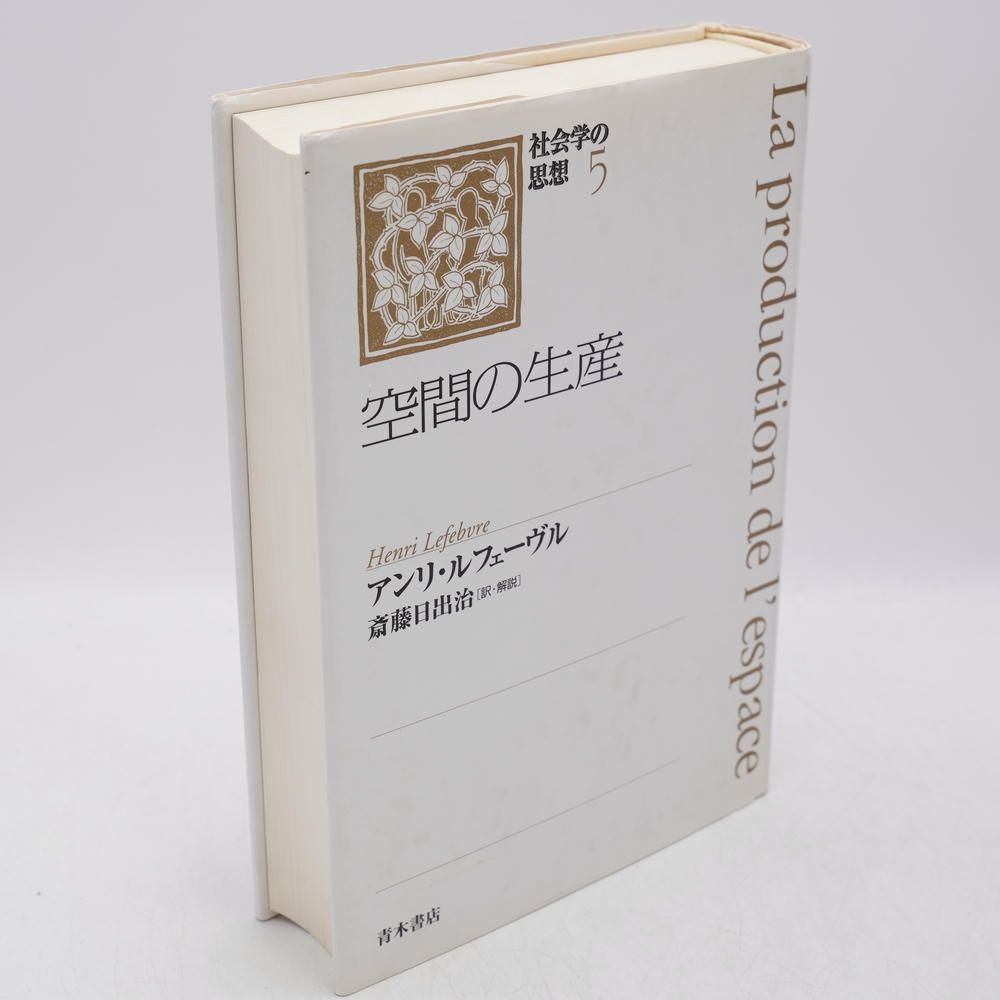 社会学の
思想 5
空間の生産
Henri Lefebvre
アンリ・ルフェーヴル
斎藤日出治[訳・解説]
青木書店
La production de l'espace